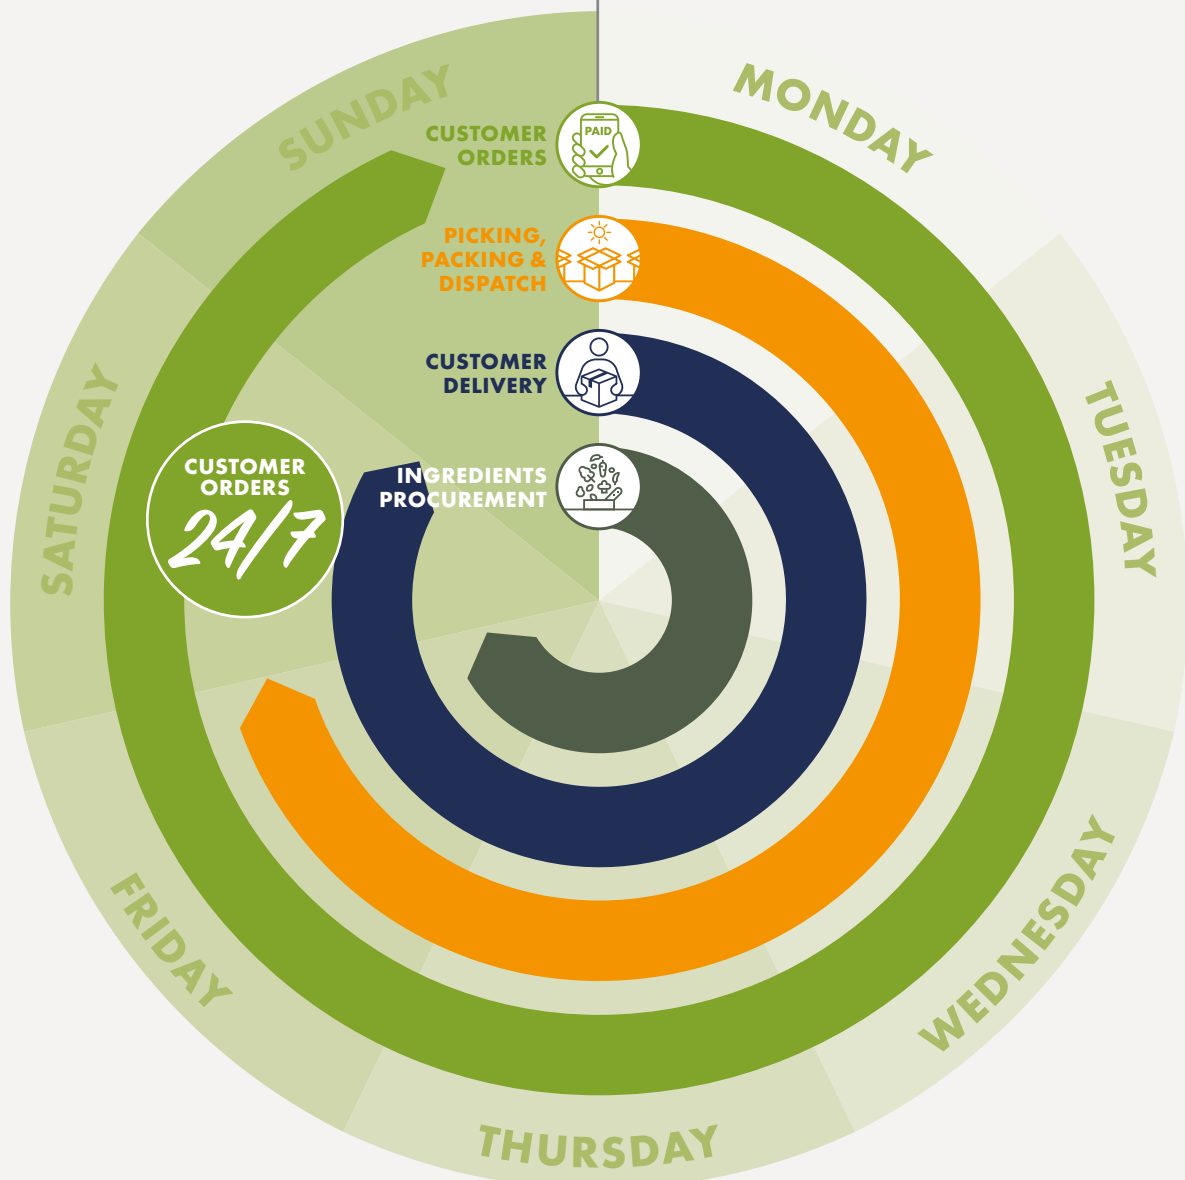 MONDAY
TUESDAY
WEDNESDAY
THURSDAY
FRIDAY
SATURDAY
SUNDAY
CUSTOMER
ORDERS
PAID
PICKING,
PACKING &
DISPATCH
CUSTOMER
DELIVERY
INGREDIENTS
PROCUREMENT
CUSTOMER
ORDERS
24/7